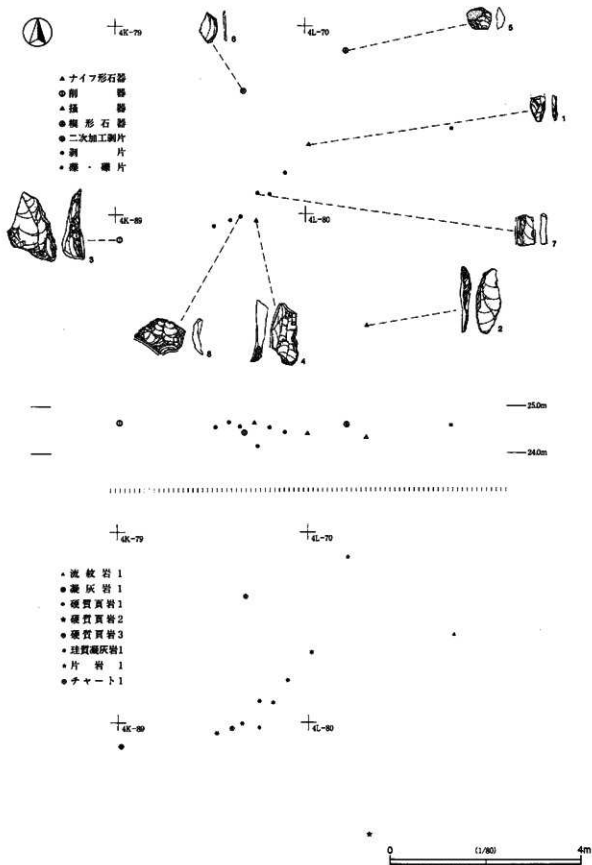 4K-79
4L-70
6
5
▲ ナイフ形石器
削 器
▲ 掻 器
楔形石器
二次加工剥片
• 剥 片
• 礫・礫片
1
4K-89
4L-80
3
7
2
8
4
25.0m
24.0m
4K-79
4L-70
▲ 流紋岩1
凝灰岩1
硬質頁岩1
★ 硬質頁岩2
硬質頁岩3
珪質凝灰岩1
片岩1
チャート1
4K-89
4L-80
0 (1/80) 4m